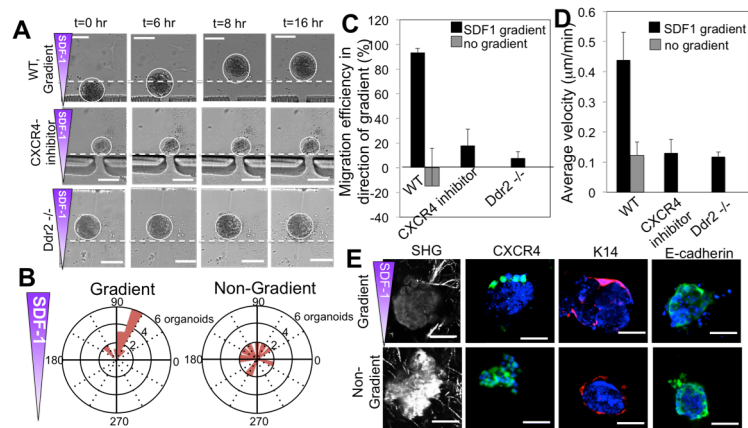 A
t=0 hr
t=6 hr
t=8 hr
t=16 hr
SDF-1
WT,
Gradient
SDF-1
CXCR4-
inhibitor
SDF-1
Ddr2 -/-
B
SDF-1
Gradient
90
6 organoids
4
2
180
0
270
Non-Gradient
90
6 organoids
4
2
180
0
270
C
Migration efficiency in
direction of gradient (%)
120
100
80
60
40
20
0
-20
-40
SDF1 gradient
no gradient
WT
CXCR4 inhibitor
Ddr2 -/-
D
Average velocity (μm/min)
0.6
0.5
0.4
0.3
0.2
0.1
0
SDF1 gradient
no gradient
WT
CXCR4
inhibitor
Ddr2 -/-
E
SHG
CXCR4
K14
E-cadherin
SDF-1
Gradient
Non-
Gradient